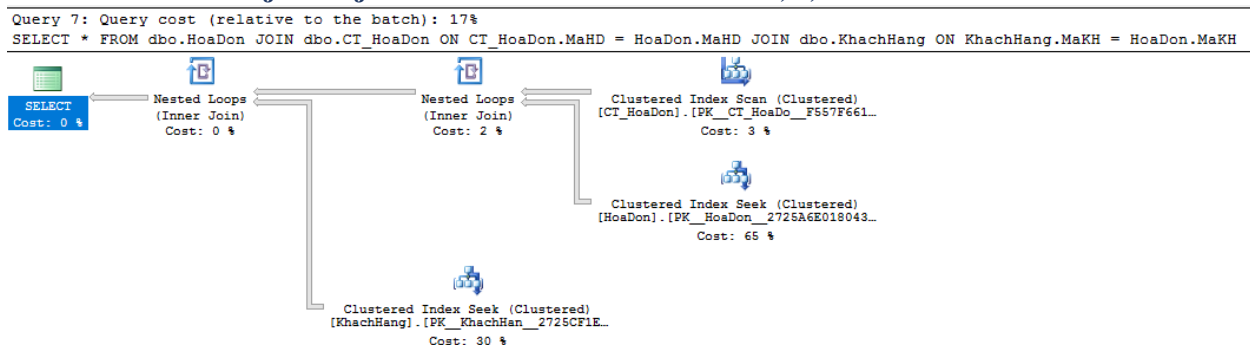 Query 7: Query cost (relative to the batch): 17%
SELECT * FROM dbo.HoaDon JOIN dbo.CT_HoaDon ON CT_HoaDon.MaHD = HoaDon.MaHD JOIN dbo.KhachHang ON KhachHang.MaKH = HoaDon.MaKH
SELECT
Cost: 0 %
Nested Loops
(Inner Join)
Cost: 0 %
Nested Loops
(Inner Join)
Cost: 2 %
Clustered Index Scan (Clustered)
[CT_HoaDon].[PK__CT_HoaDo__F557F661…
Cost: 3 %
Clustered Index Seek (Clustered)
[HoaDon].[PK__HoaDon__2725A6E018043…
Cost: 65 %
Clustered Index Seek (Clustered)
[KhachHang].[PK__KhachHan__2725CF1E…
Cost: 30 %